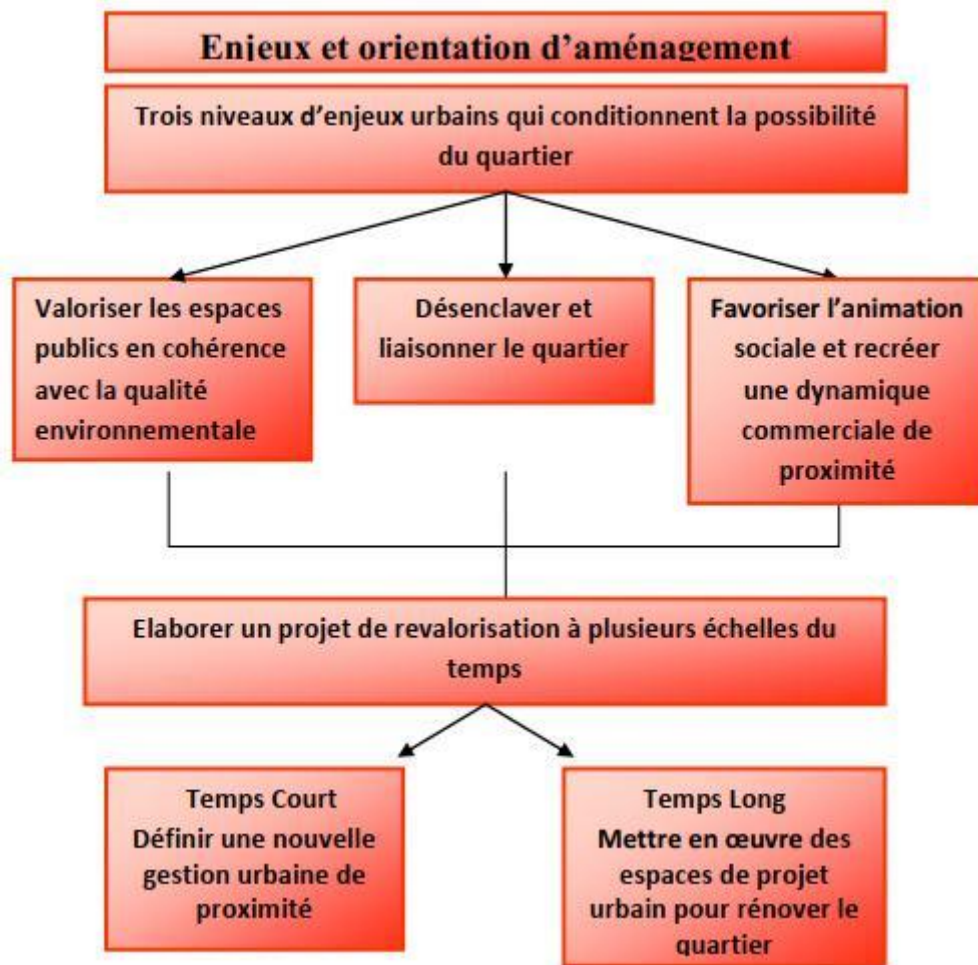 Enjeux et orientation d'aménagement
Trois niveaux d'enjeux urbains qui conditionnent la possibilité
du quartier
Valoriser les espaces
publics en cohérence
avec la qualité
environnementale
Désenclaver et
liaisonner le quartier
Favoriser l'animation
sociale et recréer
une dynamique
commerciale de
proximité
Elaborer un projet de revalorisation à plusieurs échelles du
temps
Temps Court
Définir une nouvelle
gestion urbaine de
proximité
Temps Long
Mettre en œuvre des
espaces de projet
urbain pour rénover le
quartier